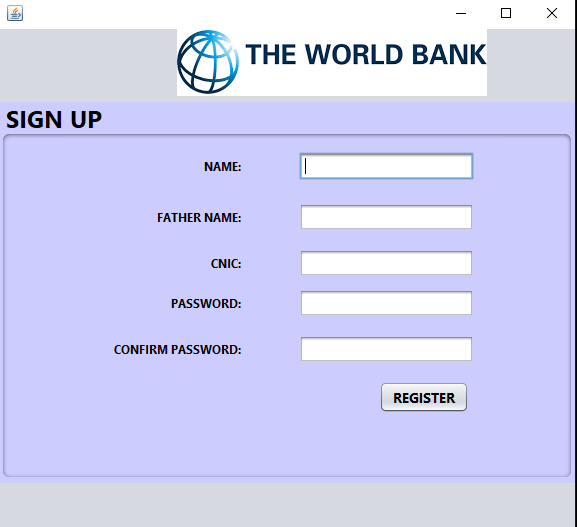 THE WORLD BANK
SIGN UP
NAME:
FATHER NAME:
CNIC:
PASSWORD:
CONFIRM PASSWORD:
REGISTER